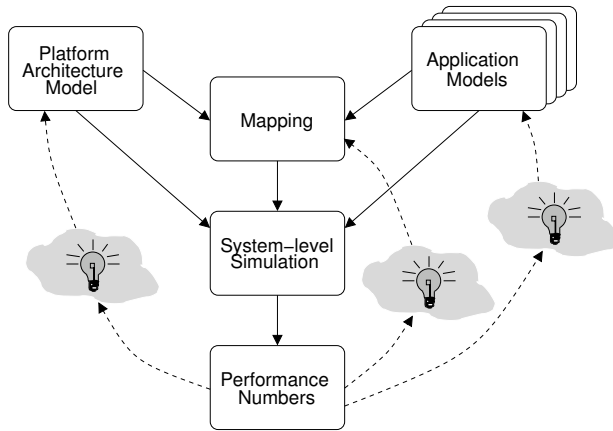 Platform
Architecture
Model
Application
Models
Mapping
System−level
Simulation
Performance
Numbers